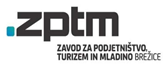 .zptm
ZAVOD ZA PODJETNIŠTVO,
TURIZEM IN MLADINO BREŽICE